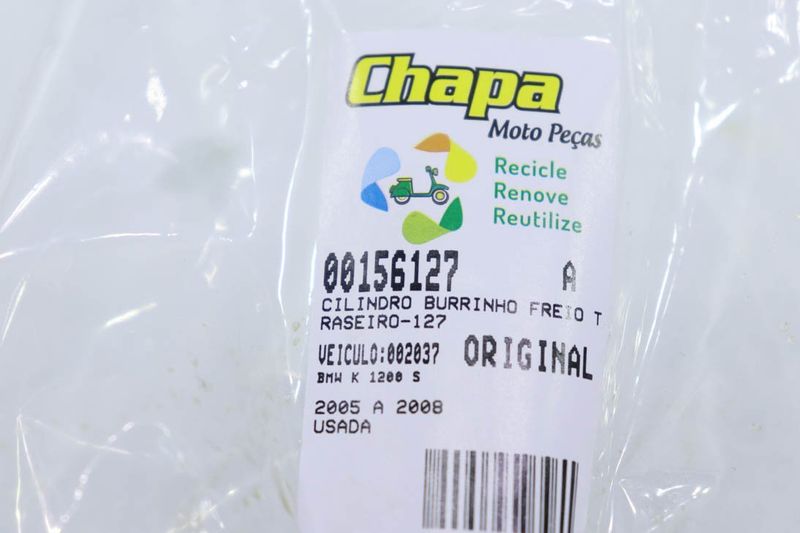 Chapa
Moto Peças
Recicle
Renove
Reutilize
00156127 A
CILINDRO BURRINHO FREIO T
RASEIRO-127
VEICULO:002037 ORIGINAL
BMW K 1200 S
2005 A 2008
USADA